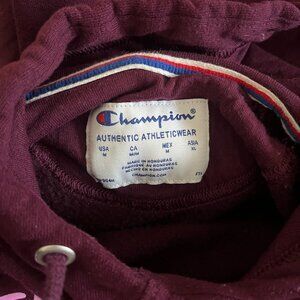 Champion
AUTHENTIC ATHLETICWEAR
USA CA MEX ASIA
M M/M M XL
MADE IN HONDURAS
FABRIQUÉ AU HONDURAS
HECHO EN HONDURAS
CHAMPION.COM